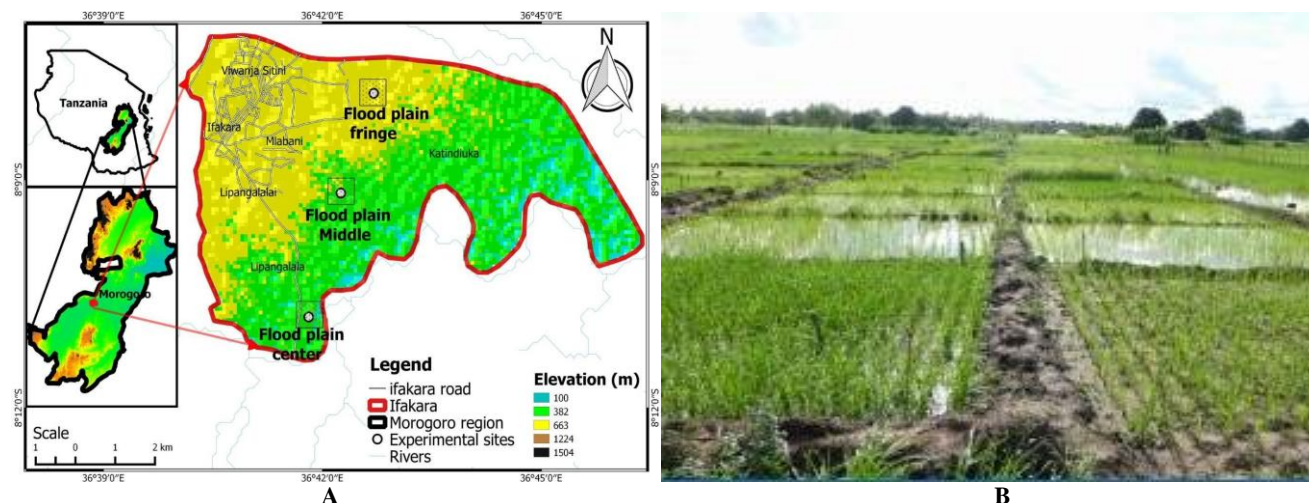 36°39'0"E 36°42'0"E 36°45'0"E
N
Tanzania
Viwanja Sitini
Flood plain
fringe
Ifakara
Mlabani
Katindiuka
8°9'0"S 8°9'0"S
Lipangalalai
Flood plain
Middle
Lipangalala
Morogoro
Flood plain
center
Legend
ifakara road
Ifakara
Morogoro region
Experimental sites
Rivers
Elevation (m)
100
382
663
1224
1504
8°12'0"S 8°12'0"S
Scale
1 0 1 2 km
36°39'0"E 36°42'0"E 36°45'0"E
A B